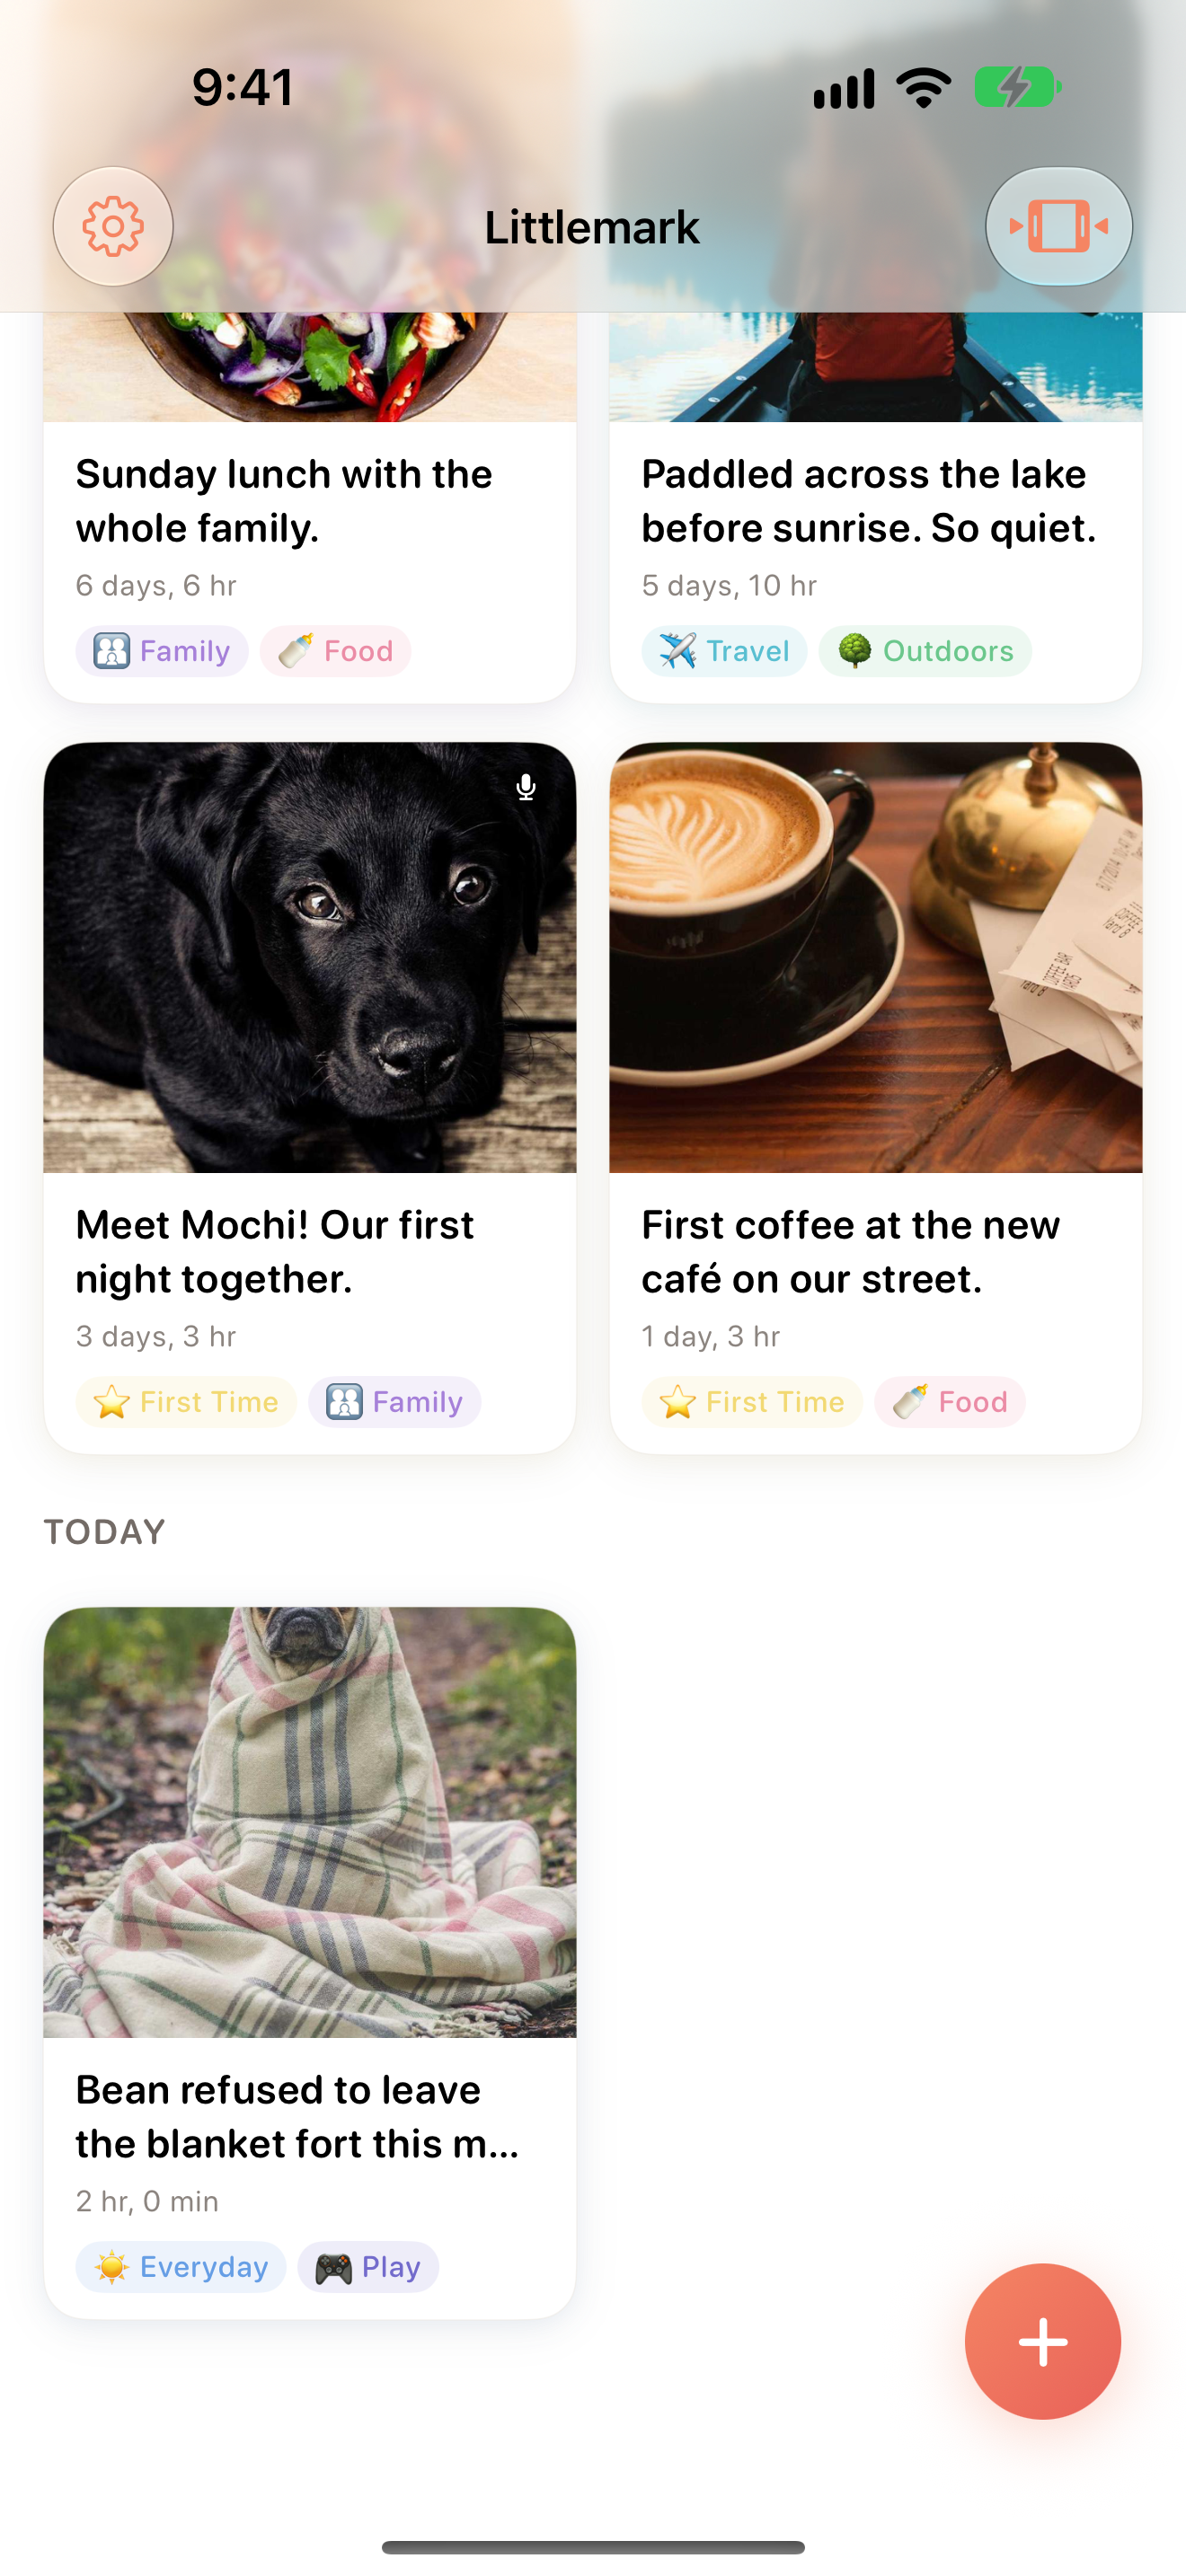 9:41
Littlemark
Sunday lunch with the
whole family.
6 days, 6 hr
Family
Food
Paddled across the lake
before sunrise. So quiet.
5 days, 10 hr
Travel
Outdoors
Meet Mochi! Our first
night together.
3 days, 3 hr
First Time
Family
First coffee at the new
café on our street.
1 day, 3 hr
First Time
Food
TODAY
Bean refused to leave
the blanket fort this m...
2 hr, 0 min
Everyday
Play